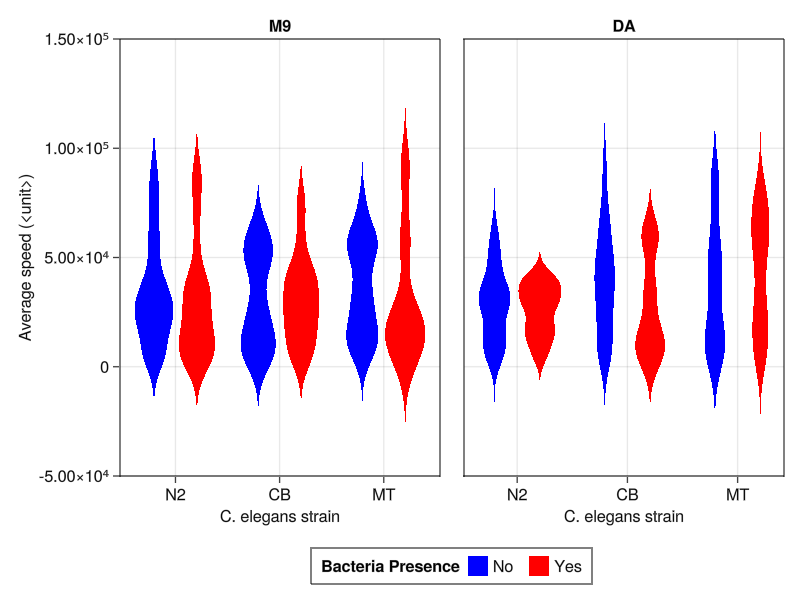 M9 DA
Average speed (<unit>)
1.50×10⁵
1.00×10⁵
5.00×10⁴
0
-5.00×10⁴
N2 CB MT N2 CB MT
C. elegans strain C. elegans strain
Bacteria Presence No Yes